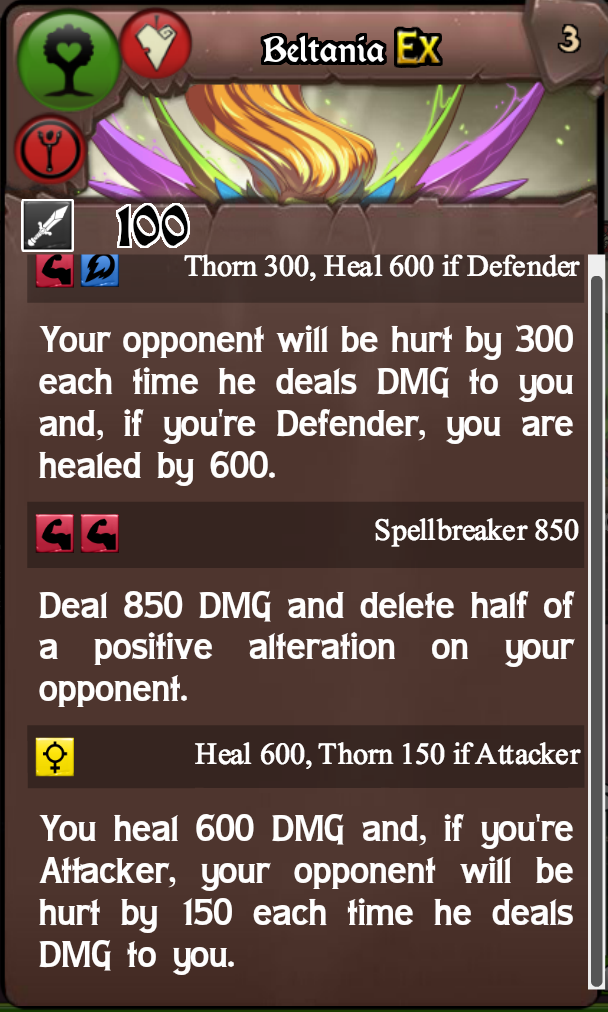 Beltania Ex
3
100
Thorn 300, Heal 600 if Defender
Your opponent will be hurt by 300
each time he deals DMG to you
and, if you're Defender, you are
healed by 600.
Spellbreaker 850
Deal 850 DMG and delete half of
a positive alteration on your
opponent.
Heal 600, Thorn 150 if Attacker
You heal 600 DMG and, if you're
Attacker, your opponent will be
hurt by 150 each time he deals
DMG to you.